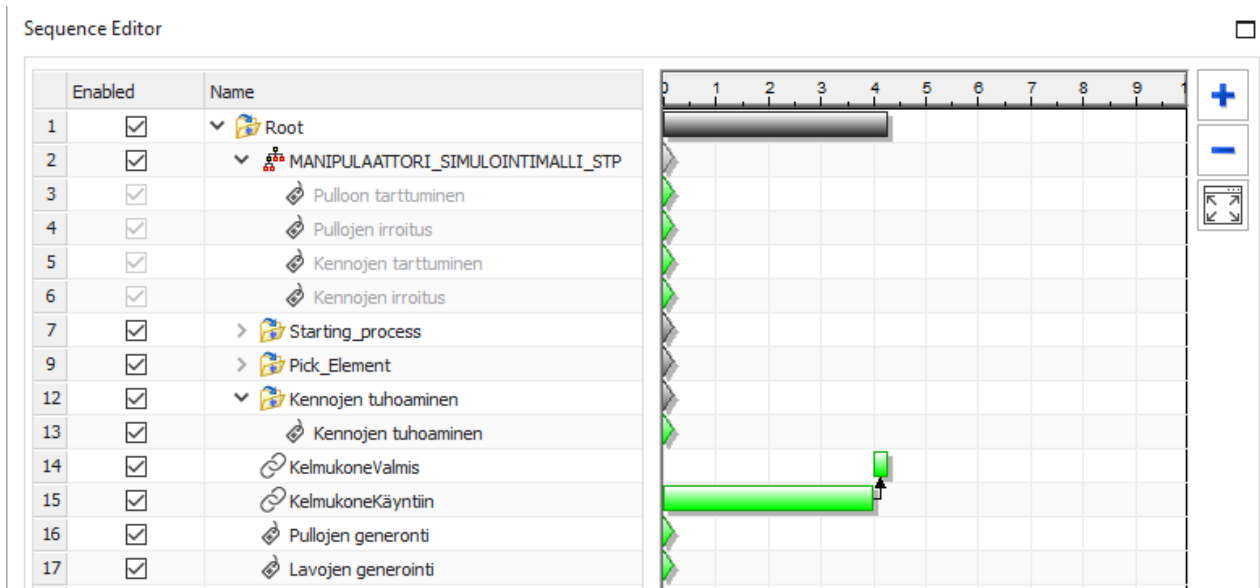 Sequence Editor
Enabled Name 0 1 2 3 4 5 6 7 8 9 1
1 Root
2 MANIPULAATTORI_SIMULOINTIMALLI_STP
3 Pulloon tarttuminen
4 Pullojen irroitus
5 Kennojen tarttuminen
6 Kennojen irroitus
7 Starting_process
9 Pick_Element
12 Kennojen tuhoaminen
13 Kennojen tuhoaminen
14 KelmukoneValmis
15 KelmukoneKäyntiin
16 Pullojen generonti
17 Lavojen generointi